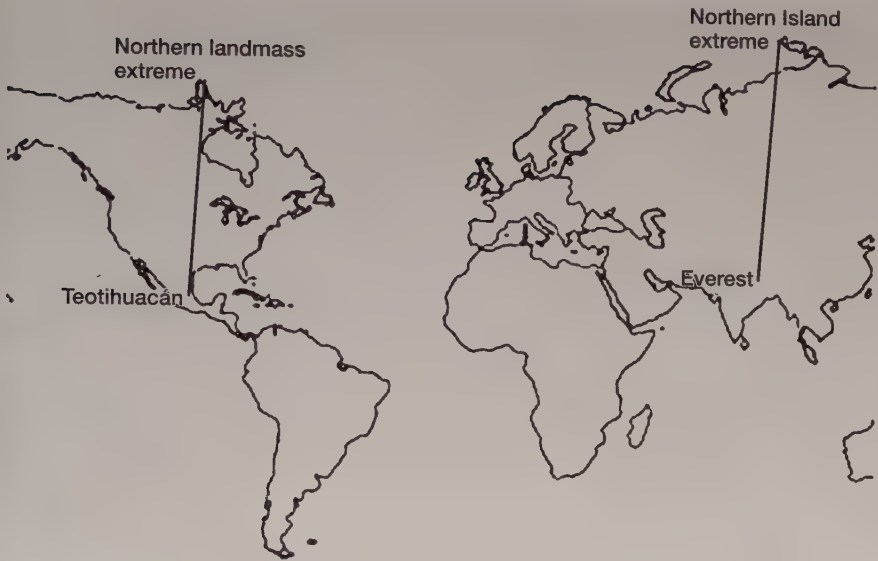 Northern landmass
extreme
Northern Island
extreme
Teotihuacán
Everest